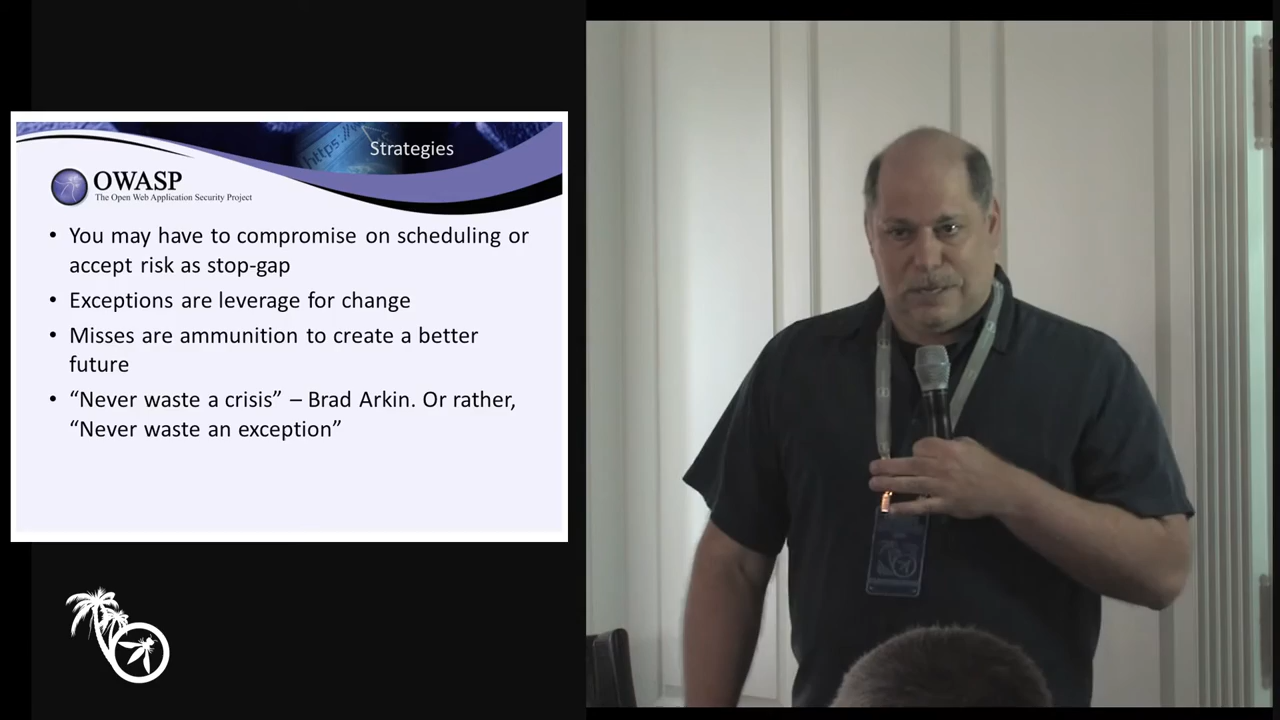 https://
Strategies
OWASP
The Open Web Application Security Project
• You may have to compromise on scheduling or
accept risk as stop-gap
• Exceptions are leverage for change
• Misses are ammunition to create a better
future
• “Never waste a crisis” – Brad Arkin. Or rather,
“Never waste an exception”